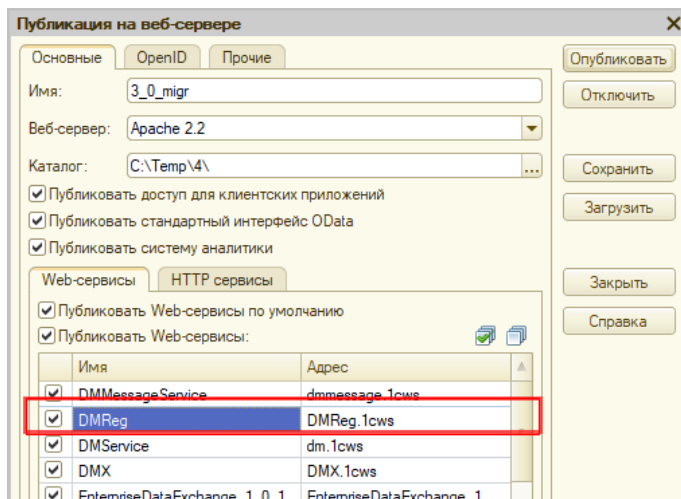 Публикация на веб-сервере
Основные OpenID Прочие
Опубликовать
Имя: 3_0_migr
Отключить
Веб-сервер: Apache 2.2
Каталог: C:\Temp\4\ ...
Сохранить
Публиковать доступ для клиентских приложений
Загрузить
Публиковать стандартный интерфейс OData
Публиковать систему аналитики
Web-сервисы HTTP сервисы
Закрыть
Публиковать Web-сервисы по умолчанию
Справка
Публиковать Web-сервисы:
Имя Адрес
DMMessageService dmmessage.1cws
DMReg DMReg.1cws
DMService dm.1cws
DMX DMX.1cws
EnterpriseDataExchange_1_0_1 EnterpriseDataExchange_1_